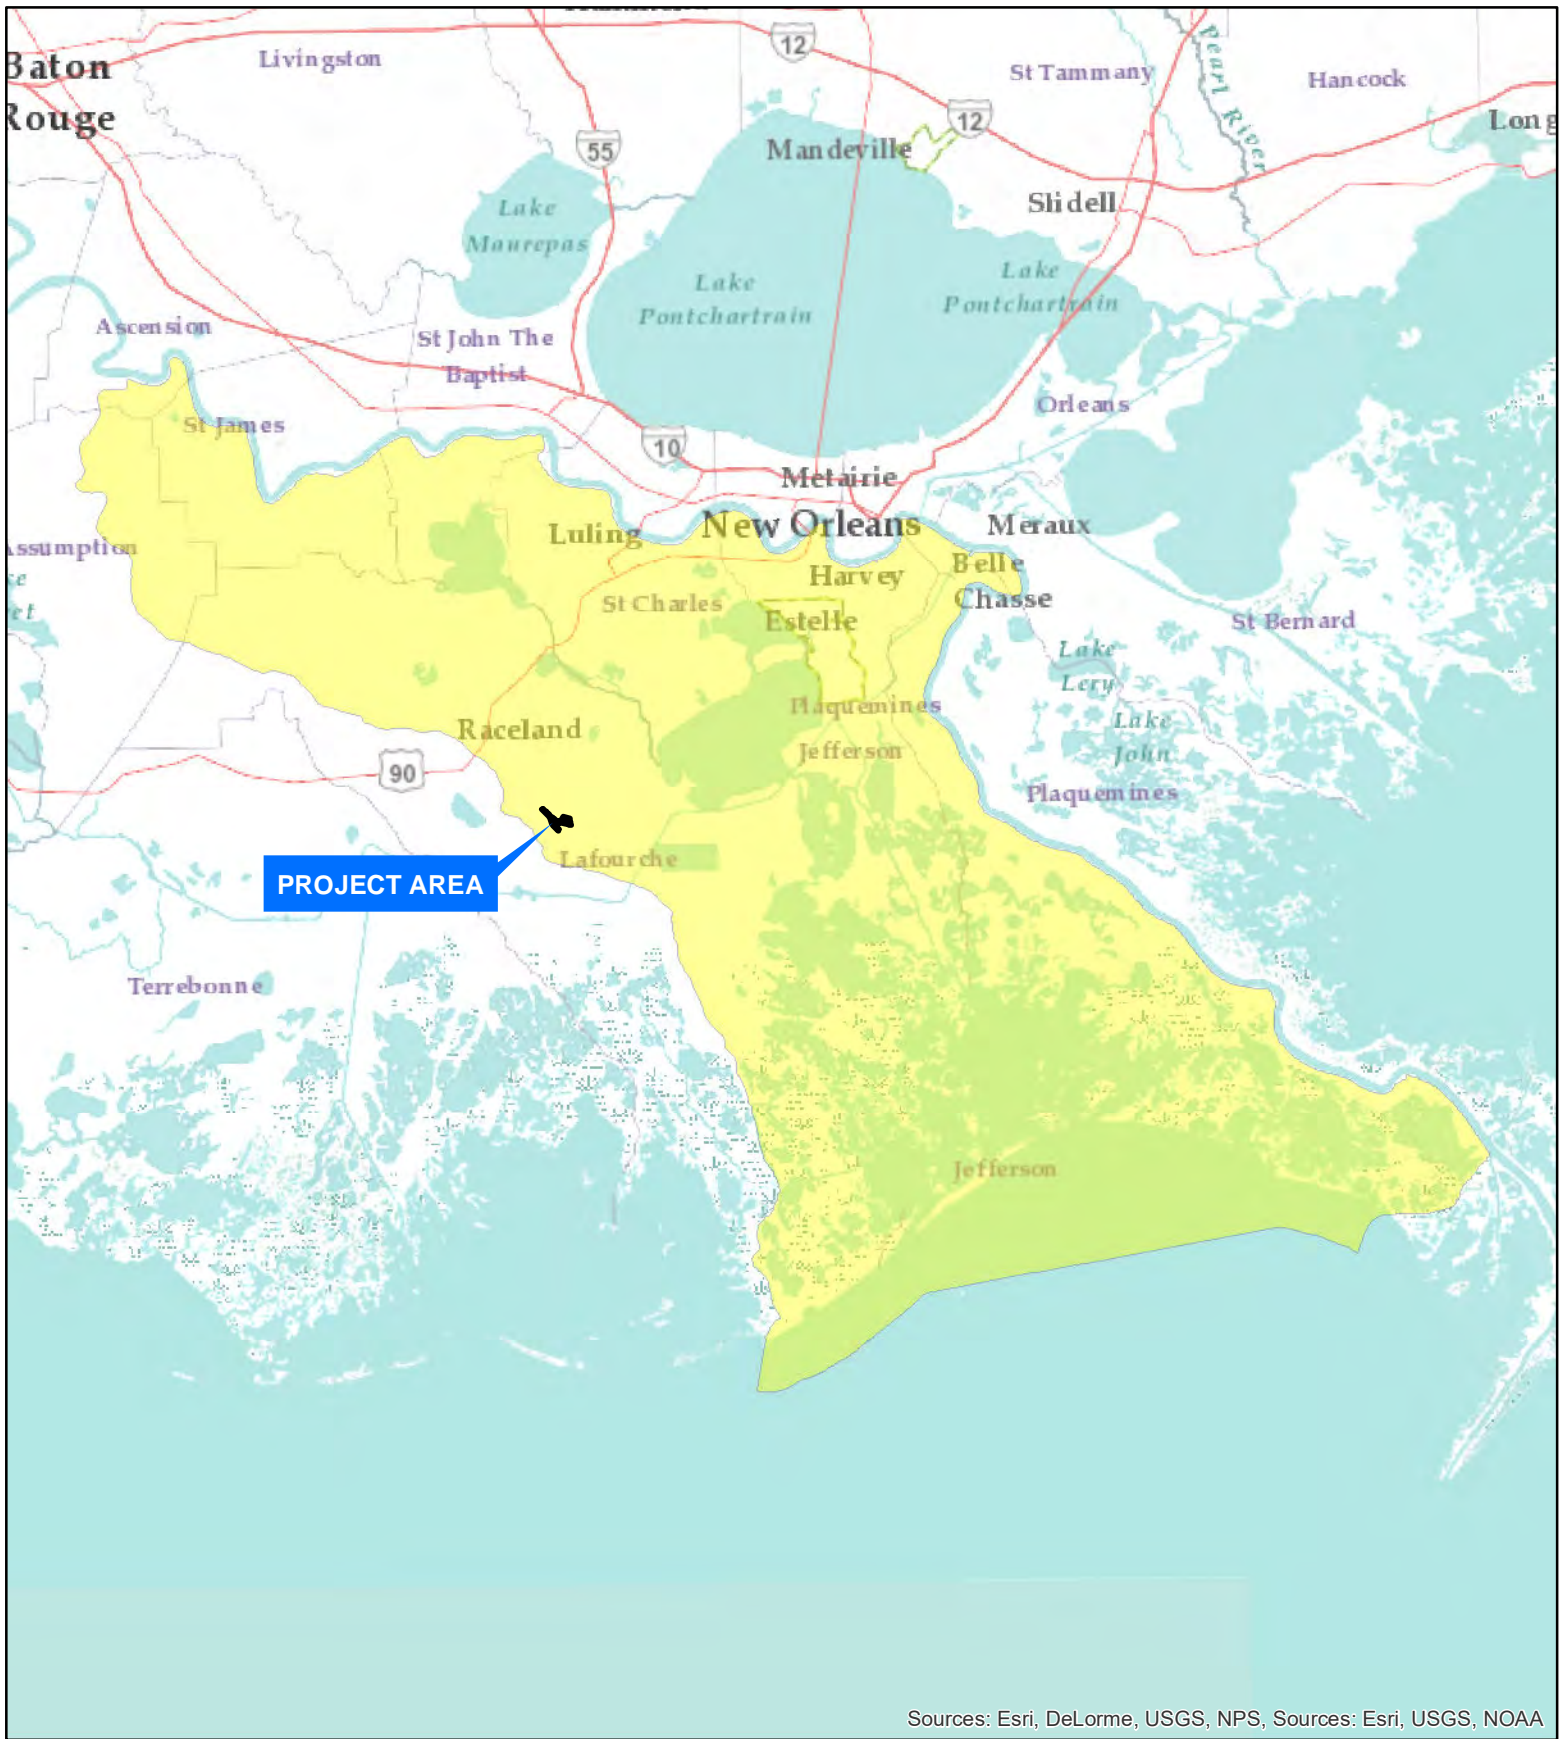 12
Livingston
St Tammany
Hancock
Baton
Rouge
Pearl River
Long
12
55
Mandeville
Slidell
Lake
Maurepas
Lake
Pontchartrain
Lake
Pontchartrain
Ascension
St John The
Baptist
Orleans
St James
10
Metairie
New Orleans
Meraux
Luling
Assumption
Belle
Chasse
Harvey
St Charles
Estelle
St Bernard
Lake
Lery
Plaquemines
Raceland
Jefferson
Lake
John
90
Plaquemines
Lafourche
PROJECT AREA
Terrebonne
Jefferson
Sources: Esri, DeLorme, USGS, NPS, Sources: Esri, USGS, NOAA